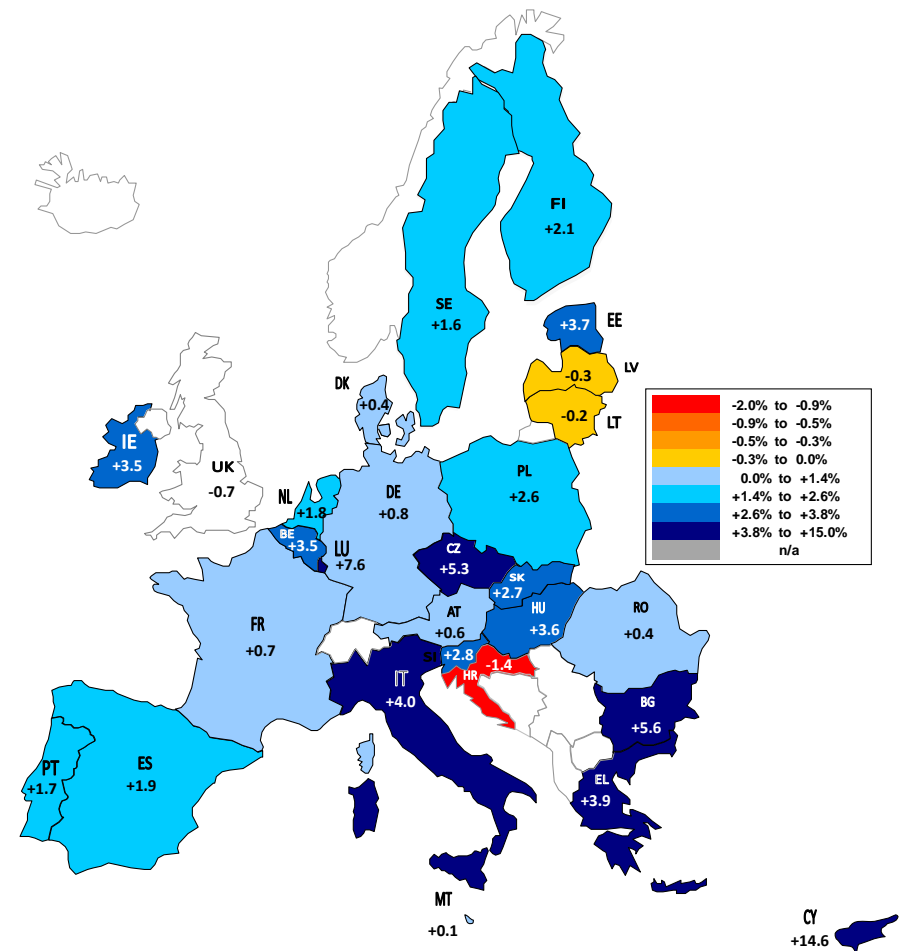 FI
+2.1
SE
+1.6
+3.7
EE
LV
-0.3
-0.2
LT
DK
+0.4
IE
+3.5
UK
-0.7
NL
+1.8
DE
+0.8
PL
+2.6
BE
+3.5
LU
+7.6
CZ
+5.3
SK
+2.7
AT
+0.6
HU
+3.6
RO
+0.4
FR
+0.7
SI
+2.8
-1.4
HR
IT
+4.0
BG
+5.6
PT
+1.7
ES
+1.9
EL
+3.9
MT
+0.1
CY
+14.6
-2.0% to -0.9%
-0.9% to -0.5%
-0.5% to -0.3%
-0.3% to 0.0%
0.0% to +1.4%
+1.4% to +2.6%
+2.6% to +3.8%
+3.8% to +15.0%
n/a